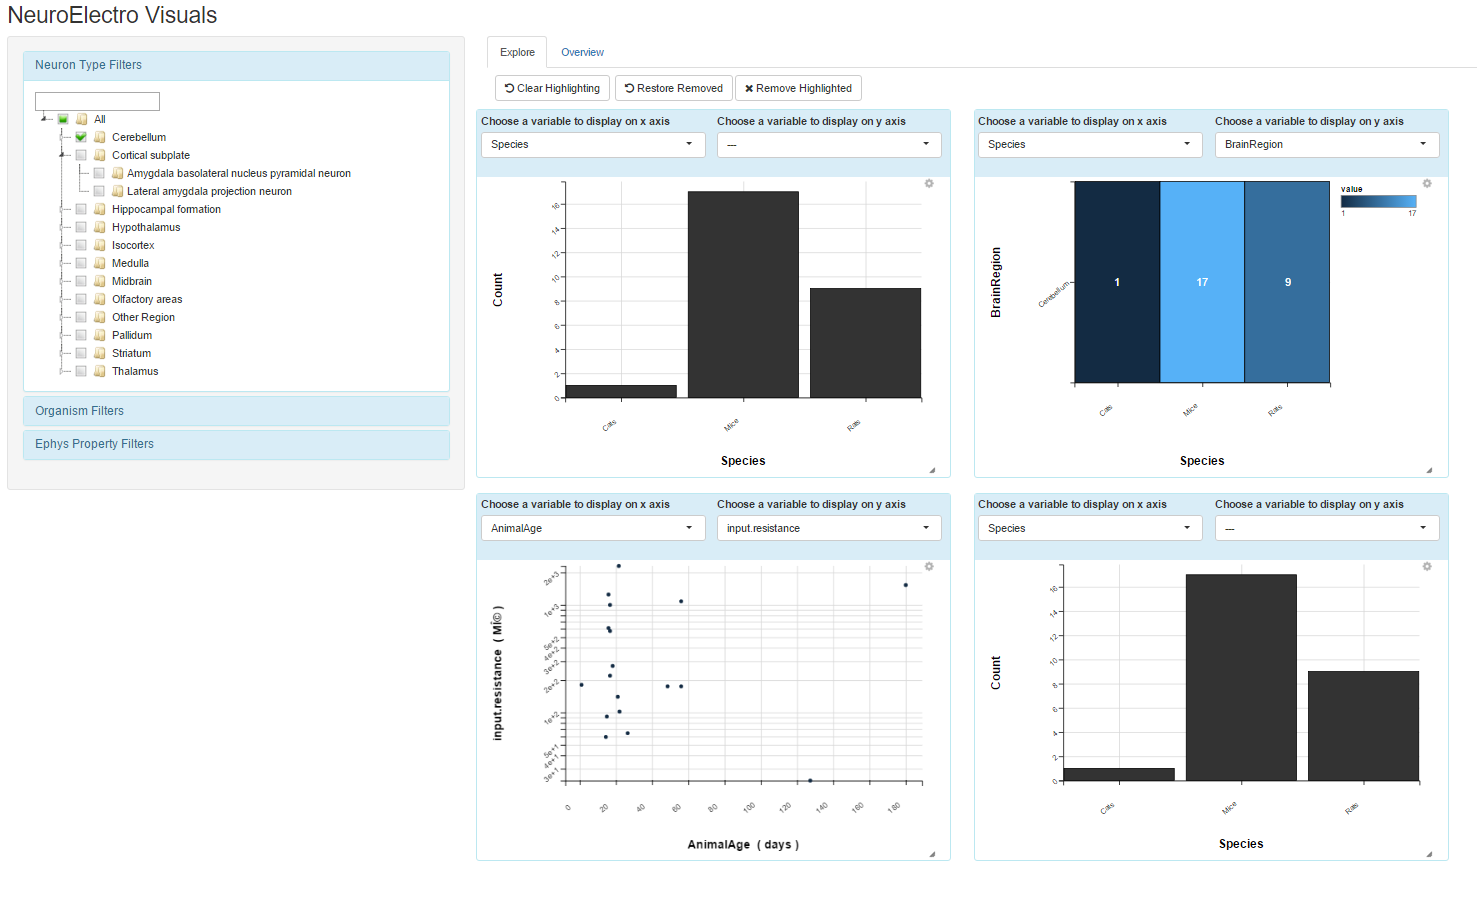 NeuroElectro Visuals
Neuron Type Filters
All
Cerebellum
Cortical subplate
Amygdala basolateral nucleus pyramidal neuron
Lateral amygdala projection neuron
Hippocampal formation
Hypothalamus
Isocortex
Medulla
Midbrain
Olfactory areas
Other Region
Pallidum
Striatum
Thalamus
Organism Filters
Ephys Property Filters
Explore Overview
Clear Highlighting Restore Removed Remove Highlighted
Choose a variable to display on x axis Choose a variable to display on y axis
Species ---
16
14
12
10
8
6
4
2
0
Count
Cats Mice Rats
Species
Choose a variable to display on x axis Choose a variable to display on y axis
Species BrainRegion
value
1 17
BrainRegion
Cerebellum
1 17 9
Cats Mice Rats
Species
Choose a variable to display on x axis Choose a variable to display on y axis
AnimalAge input.resistance
2e+3
1e+3
5e+2
4e+2
3e+2
2e+2
1e+2
5e+1
4e+1
3e+1
input.resistance ( MÎ© )
0 20 40 60 80 100 120 140 160 180
AnimalAge ( days )
Choose a variable to display on x axis Choose a variable to display on y axis
Species ---
16
14
12
10
8
6
4
2
0
Count
Cats Mice Rats
Species